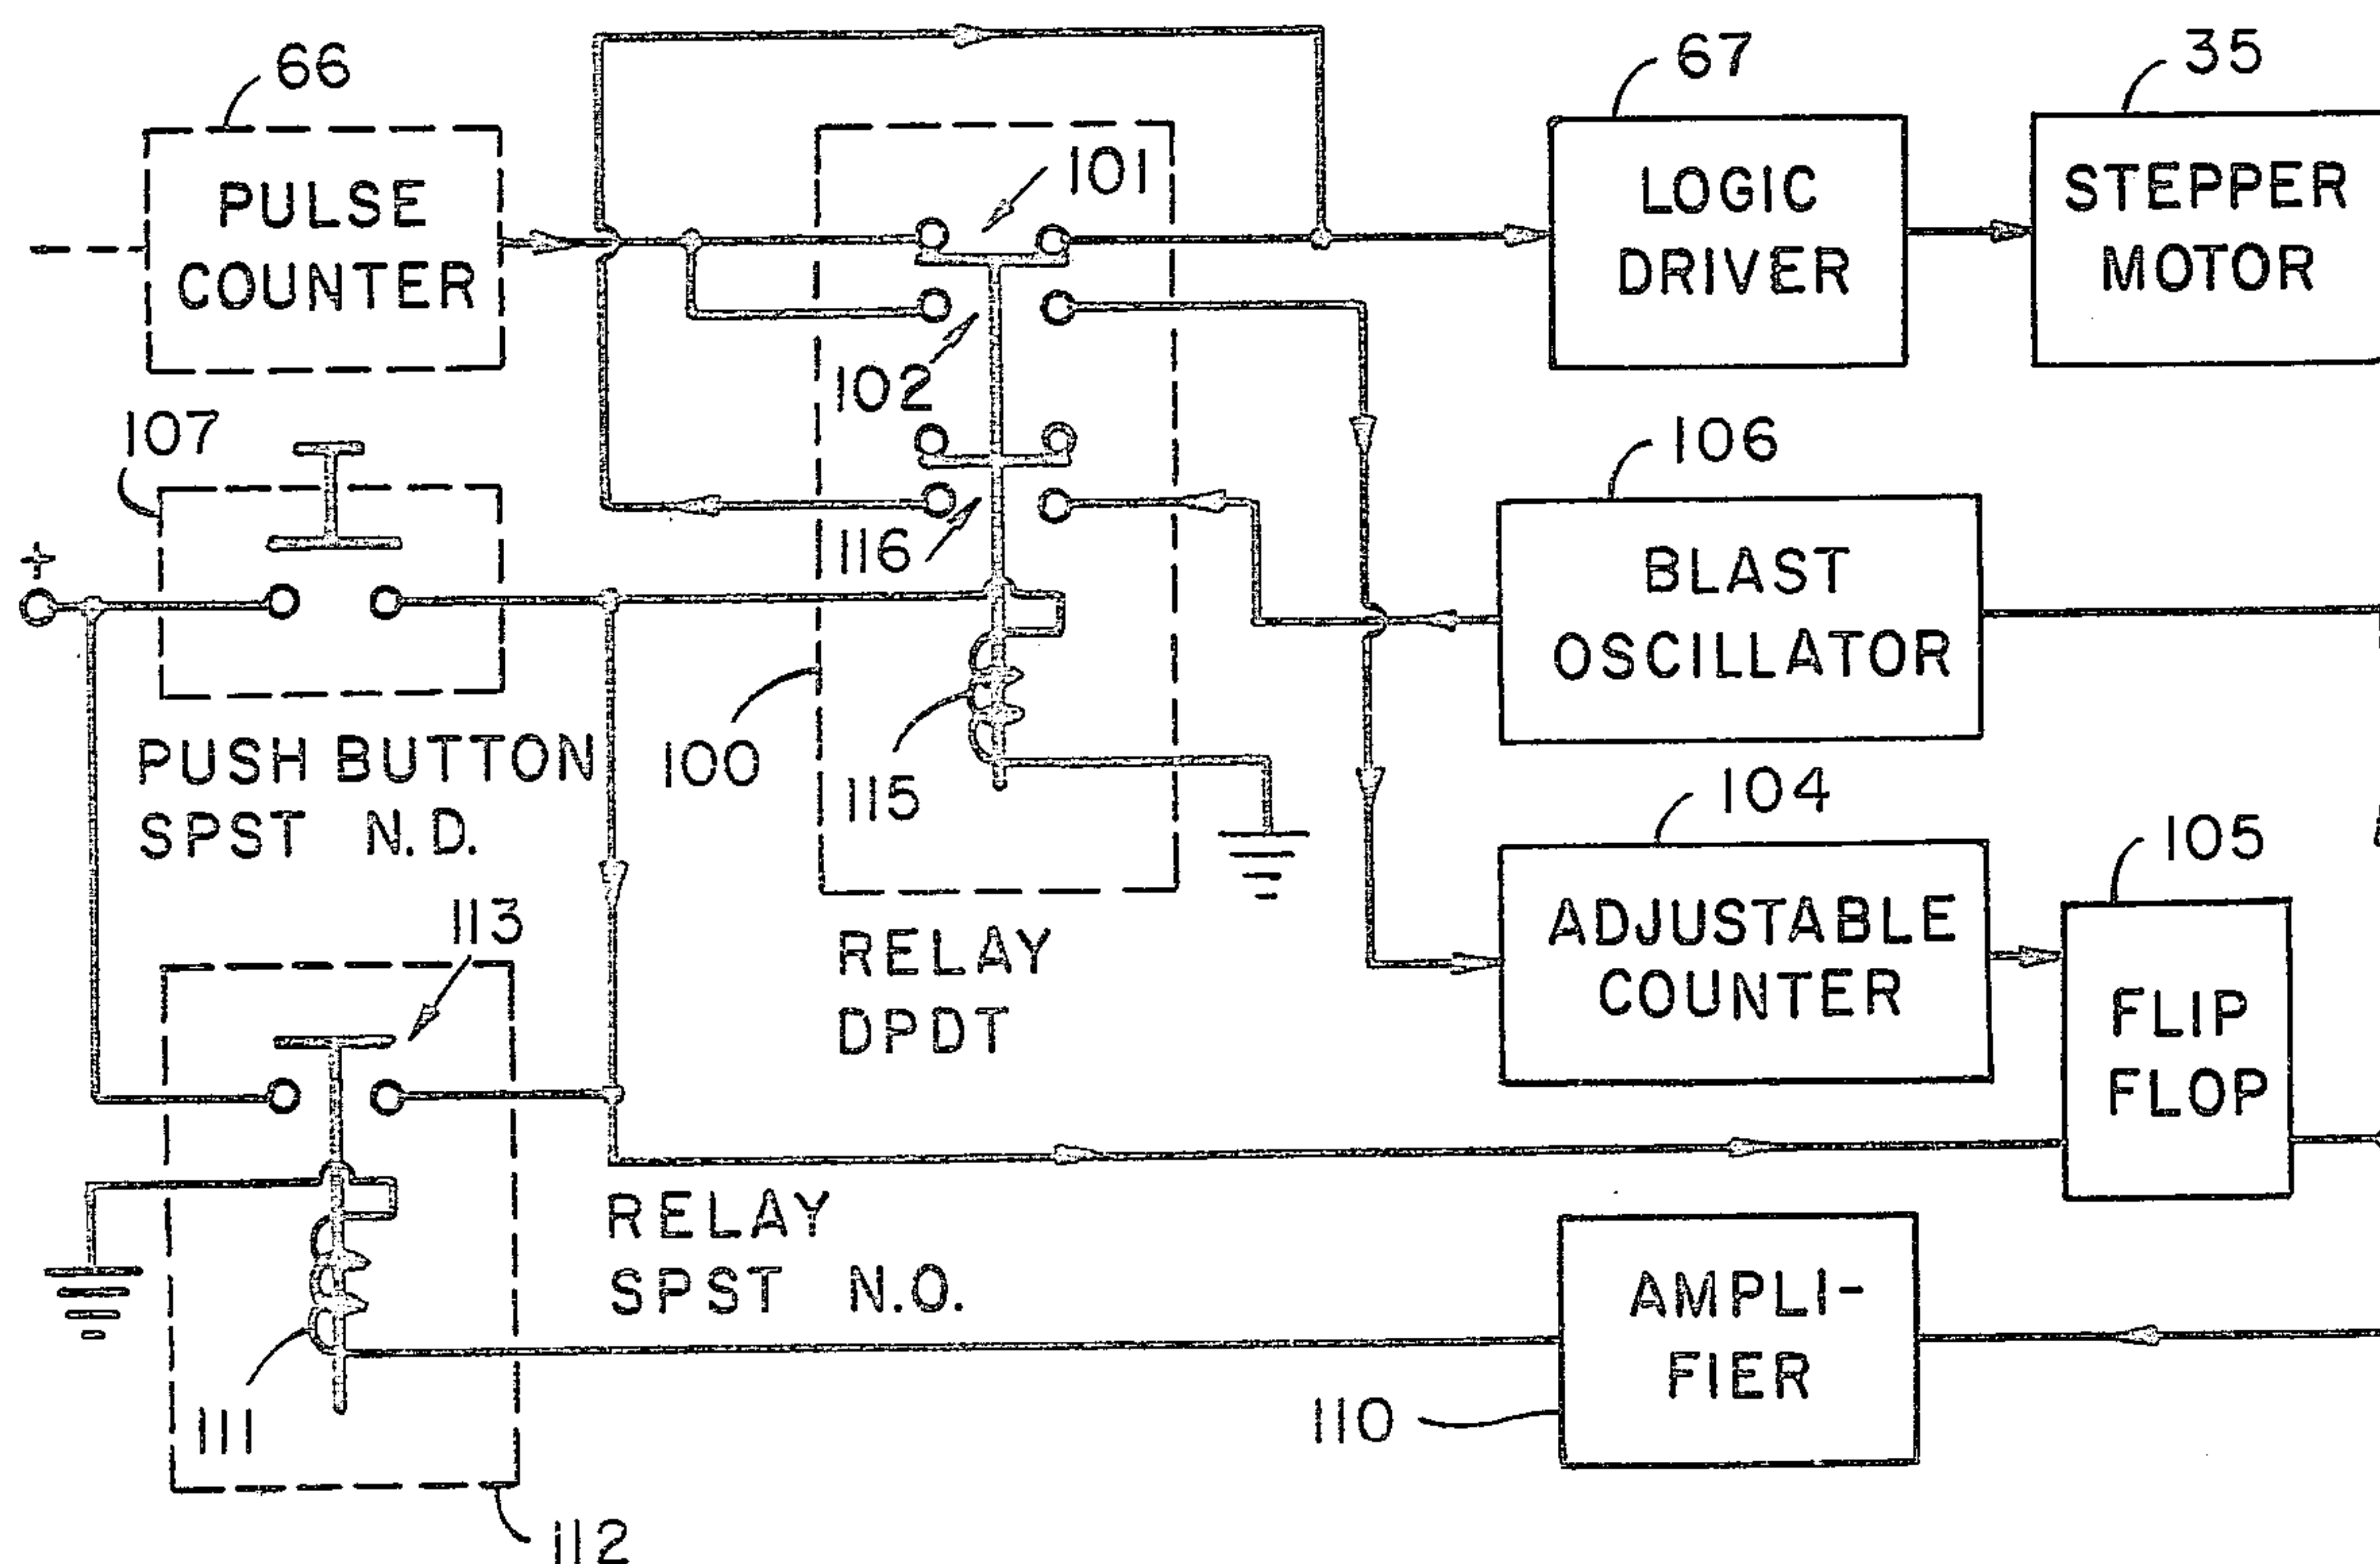 66
PULSE
COUNTER
101
102
67
LOGIC
DRIVER
35
STEPPER
MOTOR
107
+
PUSH BUTTON
SPST N.D.
116
100
115
RELAY
DPDT
106
BLAST
OSCILLATOR
104
ADJUSTABLE
COUNTER
105
FLIP
FLOP
113
RELAY
SPST N.O.
111
112
AMPLI-
FIER
110